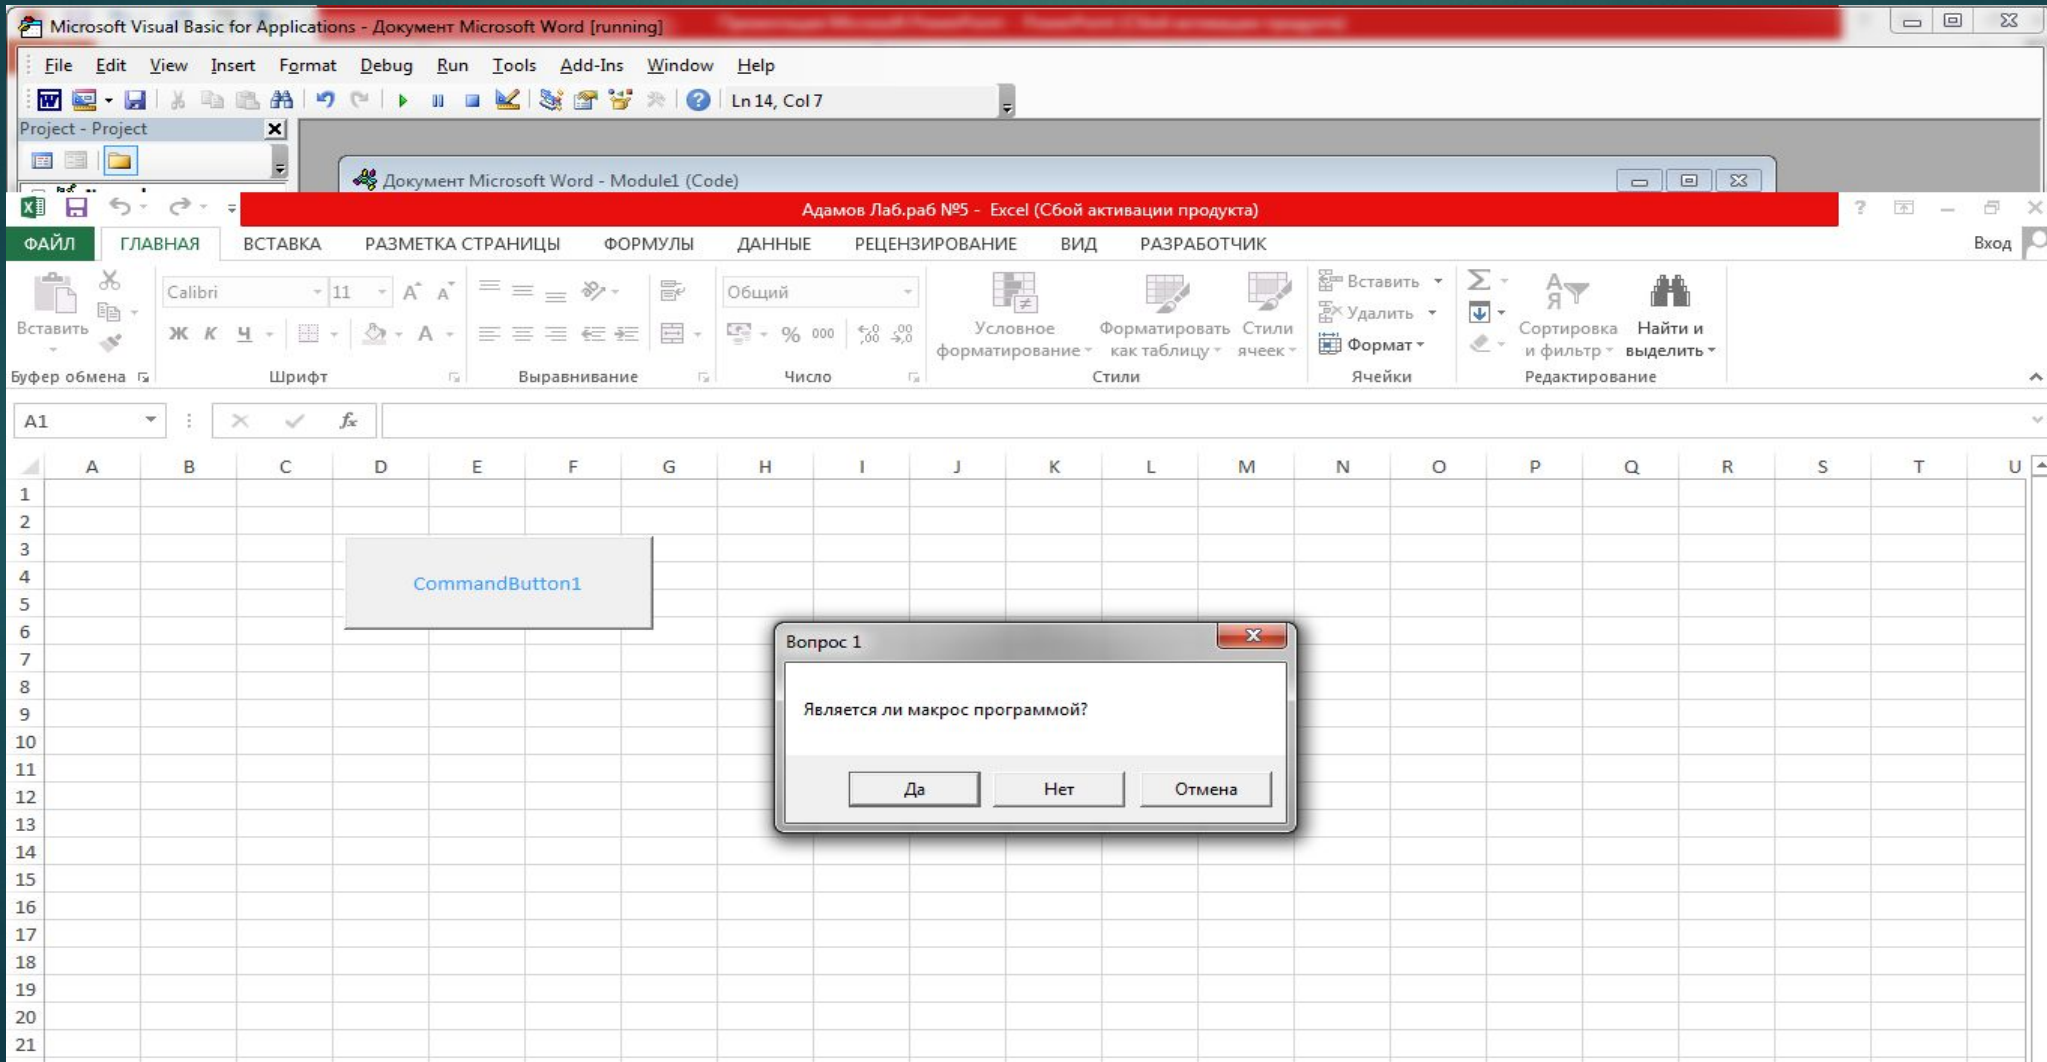 Microsoft Visual Basic for Applications - Документ Microsoft Word [running]
File Edit View Insert Format Debug Run Tools Add-Ins Window Help
Ln 14, Col 7
Project - Project
Документ Microsoft Word - Module1 (Code)
Адамов Лаб.раб №5 - Excel (Сбой активации продукта)
ФАЙЛ ГЛАВНАЯ ВСТАВКА РАЗМЕТКА СТРАНИЦЫ ФОРМУЛЫ ДАННЫЕ РЕЦЕНЗИРОВАНИЕ ВИД РАЗРАБОТЧИК Вход
Вставить
Calibri 11
Ж К Ч
Общий
% 000
Условное форматирование
Форматировать как таблицу
Стили ячеек
Вставить
Удалить
Формат
Сортировка и фильтр
Найти и выделить
Буфер обмена Шрифт Выравнивание Число Стили Ячейки Редактирование
A1 fx
A B C D E F G H I J K L M N O P Q R S T U
1
2
3
4
5
6
7
8
9
10
11
12
13
14
15
16
17
18
19
20
21
CommandButton1
Вопрос 1
Является ли макрос программой?
Да Нет Отмена